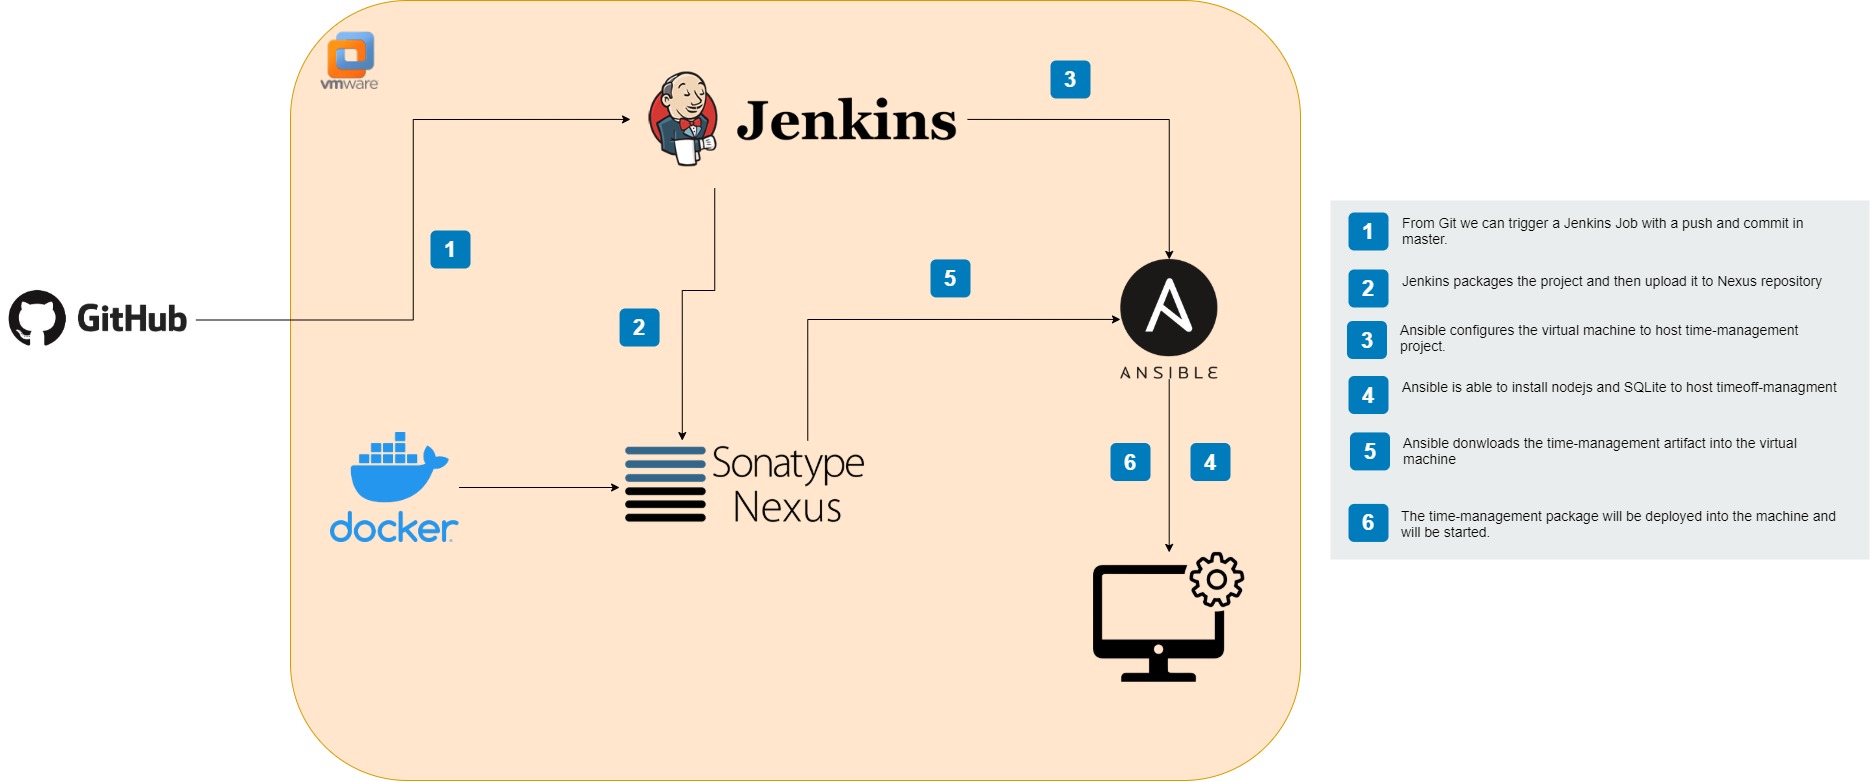 vmware
Jenkins
3
1
GitHub
2
5
ANSIBLE
docker
Sonatype
Nexus
6
4
1
From Git we can trigger a Jenkins Job with a push and commit in
master.
2
Jenkins packages the project and then upload it to Nexus repository
3
Ansible configures the virtual machine to host time-management
project.
4
Ansible is able to install nodejs and SQLite to host timeoff-managment
5
Ansible donwloads the time-management artifact into the virtual
machine
6
The time-management package will be deployed into the machine and
will be started.